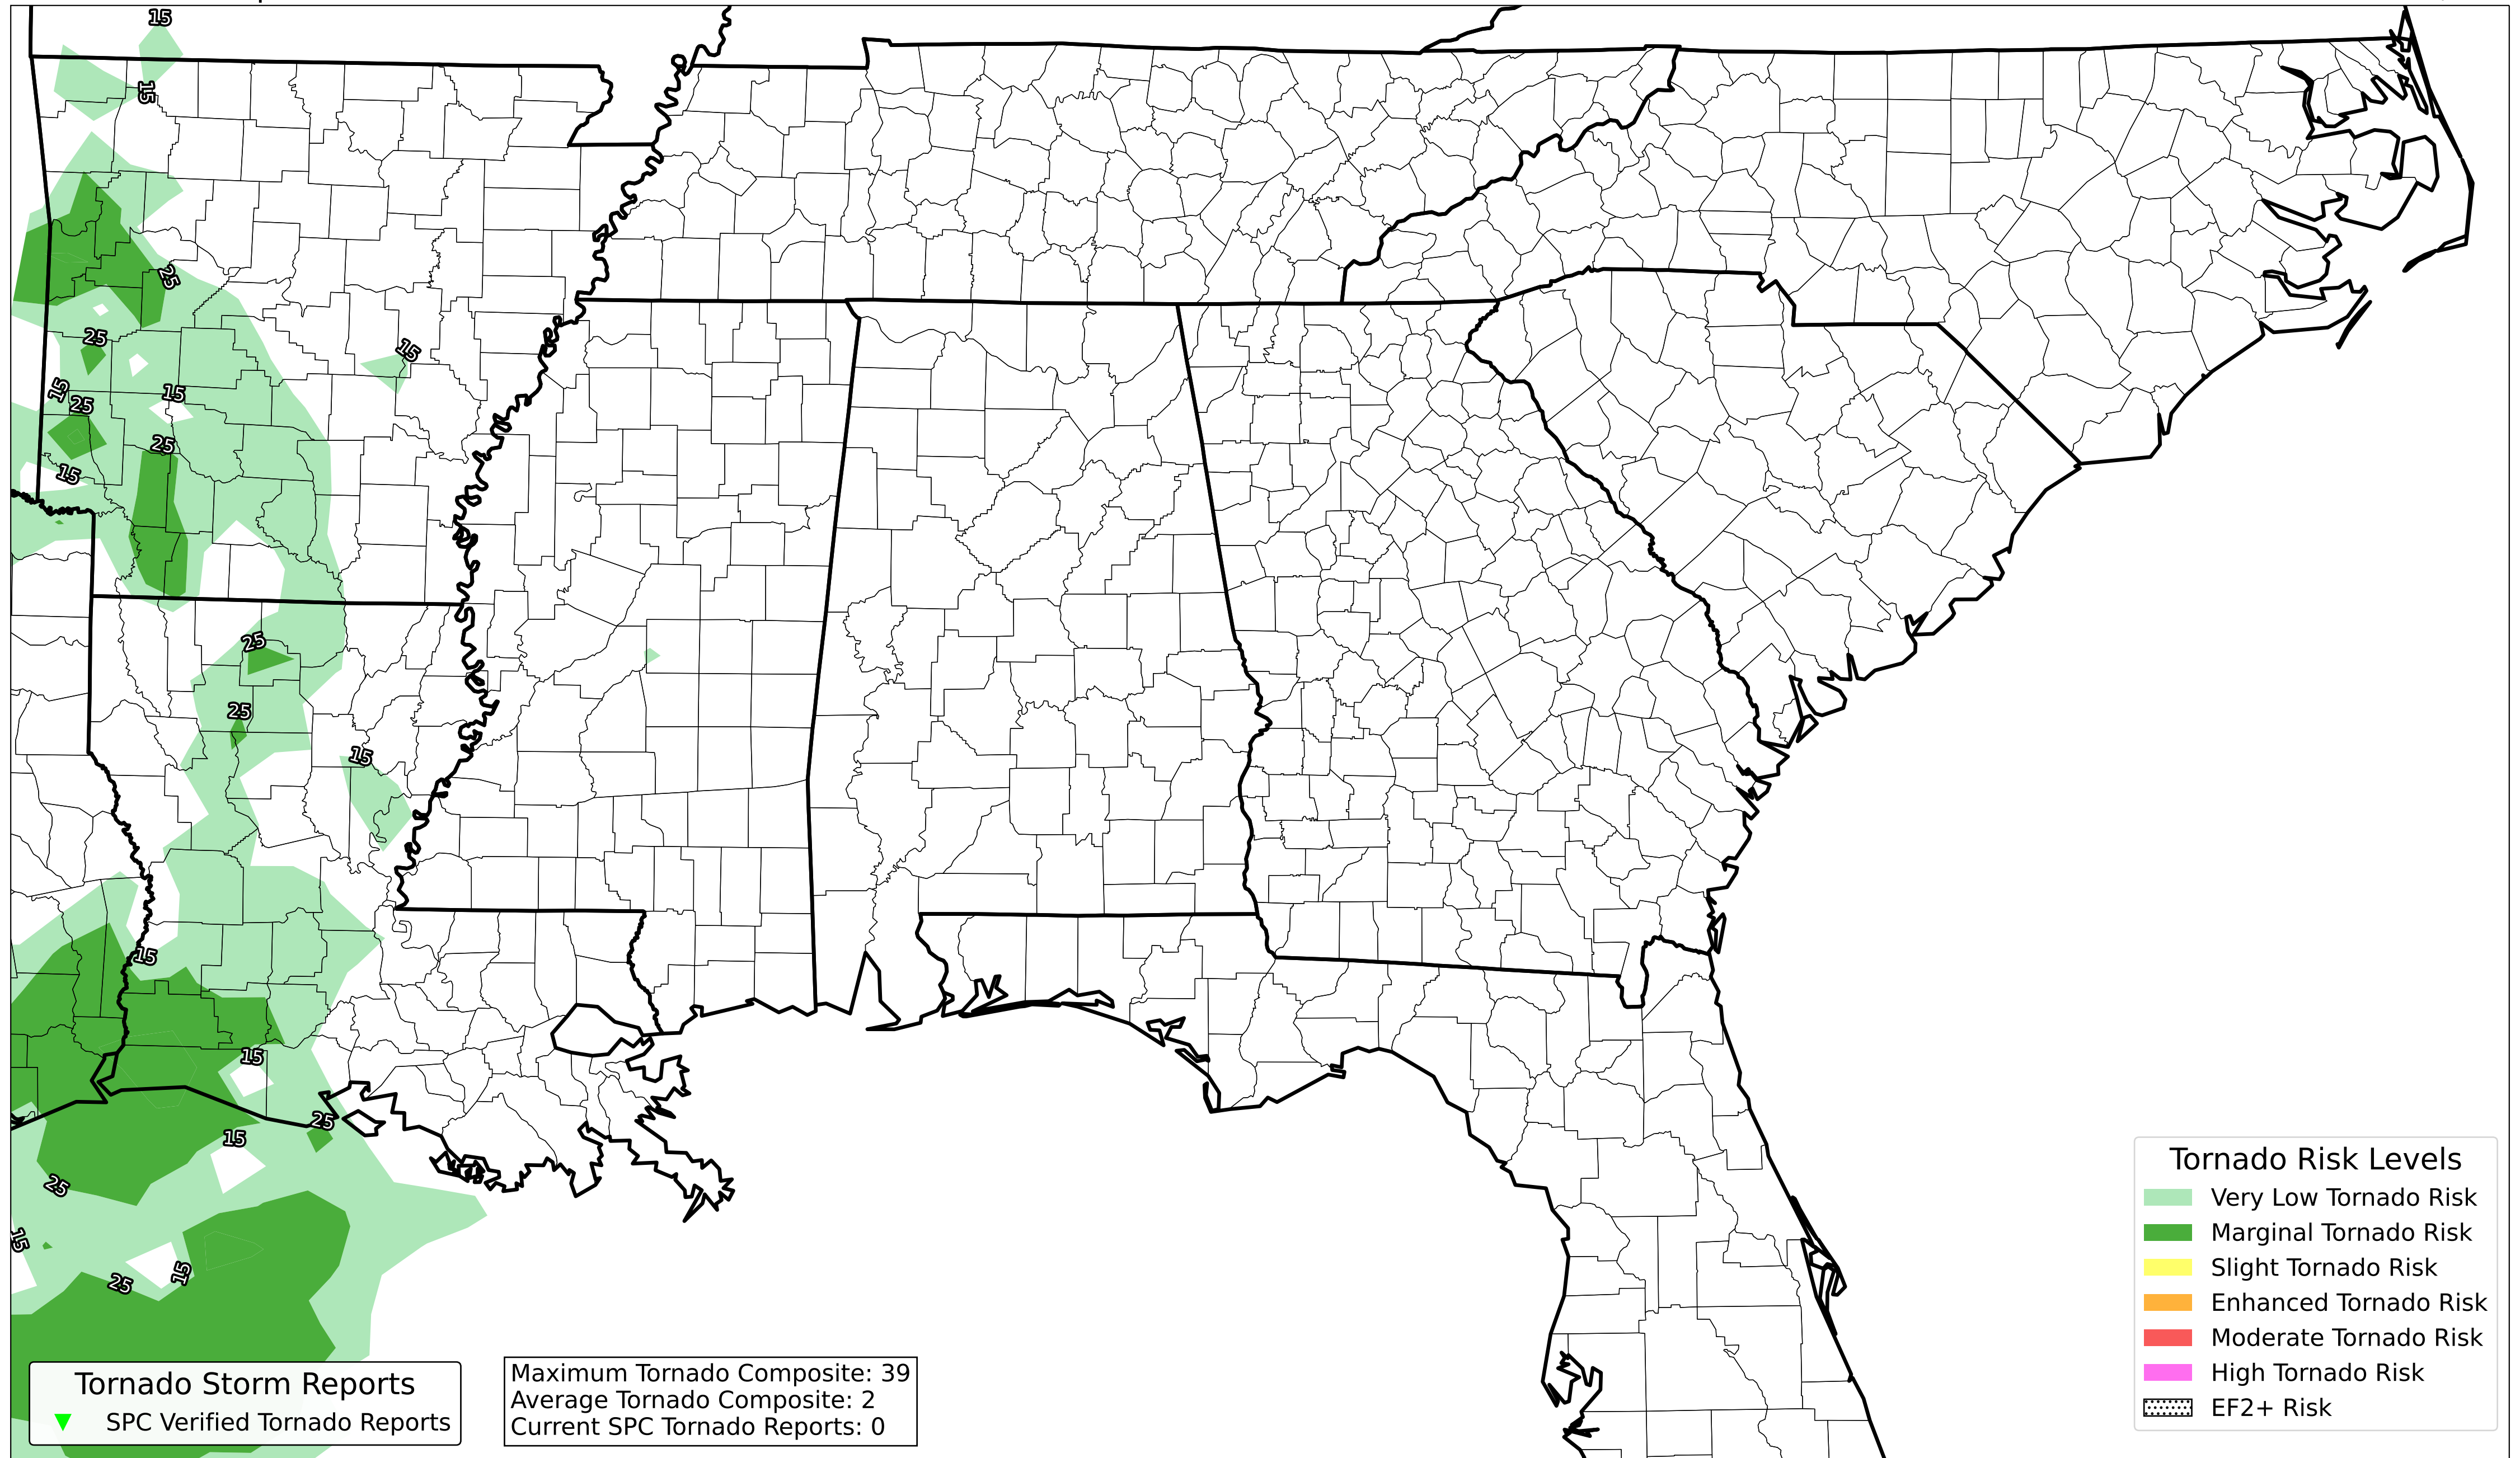 15
15
25
25
15
15
15
25
25
15
25
25
15
15
15
25
15
25
15
25
15
Tornado Storm Reports
SPC Verified Tornado Reports
Maximum Tornado Composite: 39
Average Tornado Composite: 2
Current SPC Tornado Reports: 0
Tornado Risk Levels
Very Low Tornado Risk
Marginal Tornado Risk
Slight Tornado Risk
Enhanced Tornado Risk
Moderate Tornado Risk
High Tornado Risk
EF2+ Risk